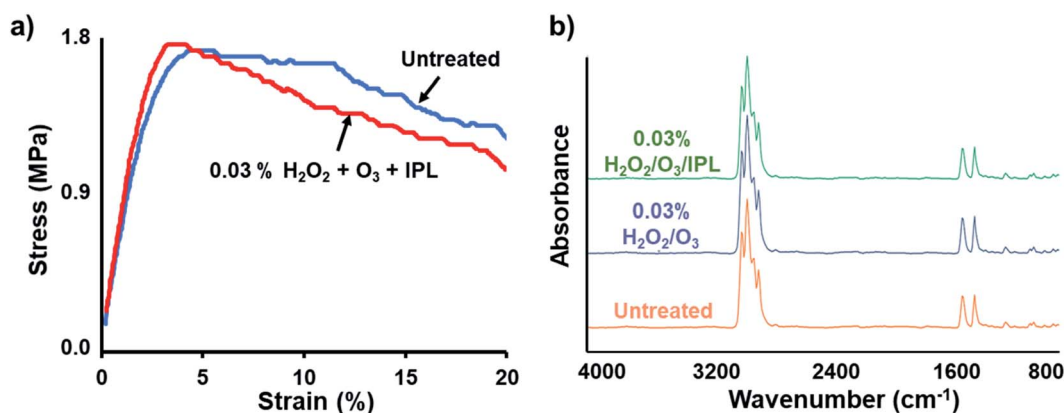 a)
1.8
0.9
0.0
Stress (MPa)
Untreated
0.03 % H₂O₂ + O₃ + IPL
0
5
10
15
20
Strain (%)
b)
Absorbance
0.03%
H₂O₂/O₃/IPL
0.03%
H₂O₂/O₃
Untreated
4000
3200
2400
1600
800
Wavenumber (cm⁻¹)